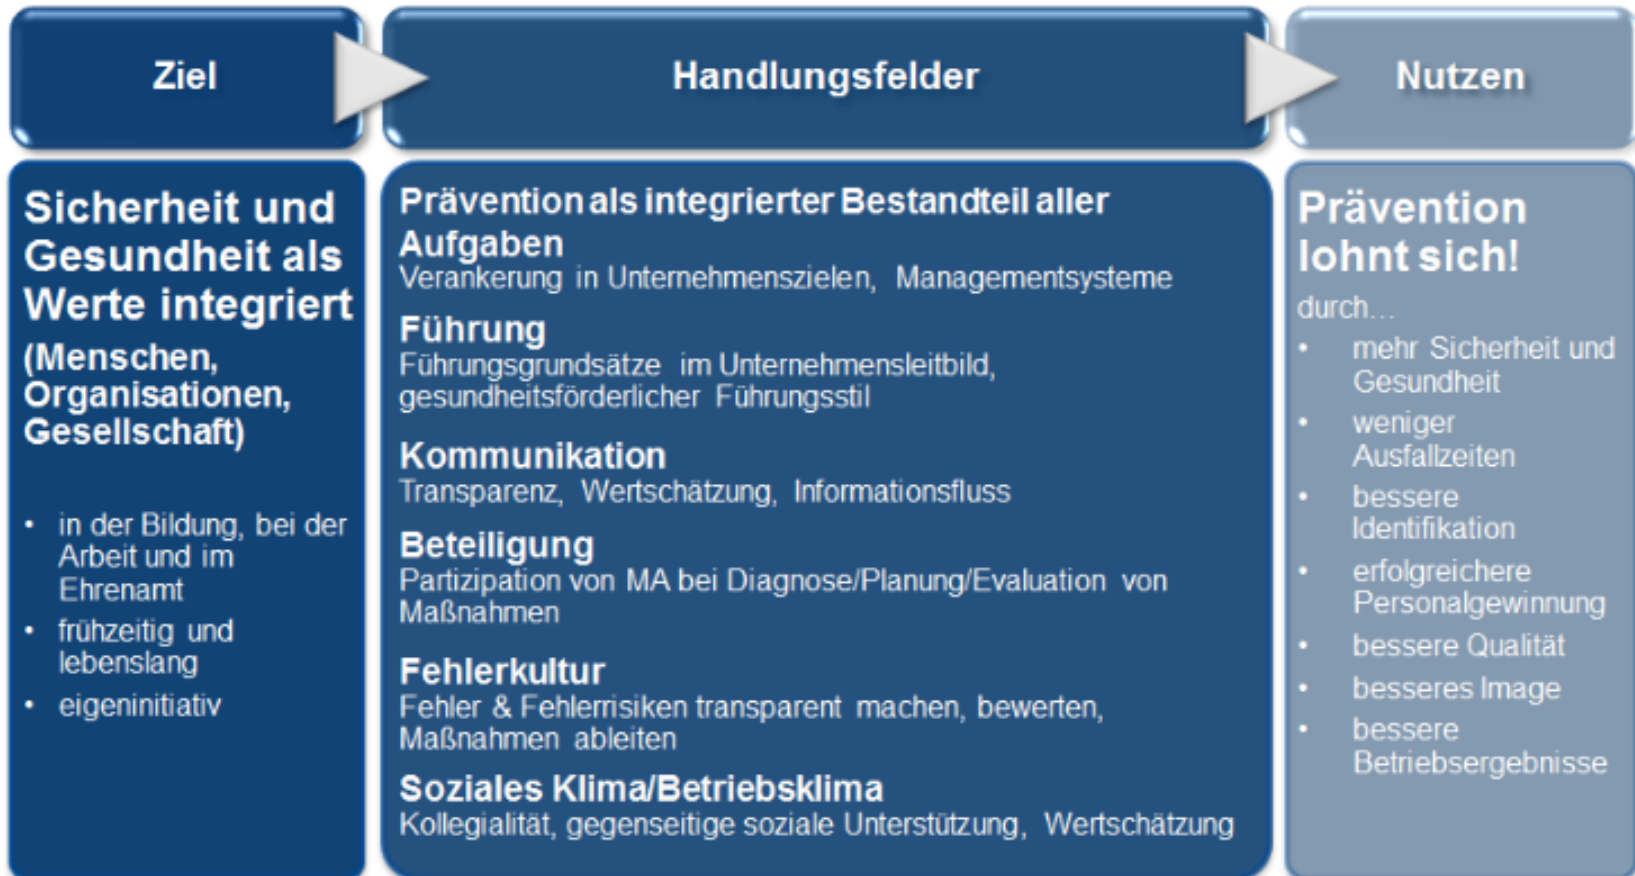 Ziel
Handlungsfelder
Nutzen
Sicherheit und
Gesundheit als
Werte integriert
(Menschen,
Organisationen,
Gesellschaft)
• in der Bildung, bei der
Arbeit und im
Ehrenamt
• frühzeitig und
lebenslang
• eigeninitiativ
Prävention als integrierter Bestandteil aller
Aufgaben
Verankerung in Unternehmenszielen, Managementsysteme
Führung
Führungsgrundsätze im Unternehmensleitbild,
gesundheitsförderlicher Führungsstil
Kommunikation
Transparenz, Wertschätzung, Informationsfluss
Beteiligung
Partizipation von MA bei Diagnose/Planung/Evaluation von
Maßnahmen
Fehlerkultur
Fehler & Fehlerrisiken transparent machen, bewerten,
Maßnahmen ableiten
Soziales Klima/Betriebsklima
Kollegialität, gegenseitige soziale Unterstützung, Wertschätzung
Prävention
lohnt sich!
durch...
• mehr Sicherheit und
Gesundheit
• weniger
Ausfallzeiten
• bessere
Identifikation
• erfolgreichere
Personalgewinnung
• bessere Qualität
• besseres Image
• bessere
Betriebsergebnisse